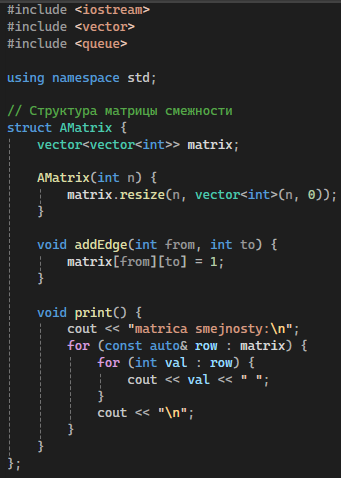 #include <iostream>
#include <vector>
#include <queue>
using namespace std;
// Структура матрицы смежности
struct AMatrix {
vector<vector<int>> matrix;
AMatrix(int n) {
matrix.resize(n, vector<int>(n, 0));
}
void addEdge(int from, int to) {
matrix[from][to] = 1;
}
void print() {
cout << "matrica smejnosty:\n";
for (const auto& row : matrix) {
for (int val : row) {
cout << val << " ";
}
cout << "\n";
}
}
};